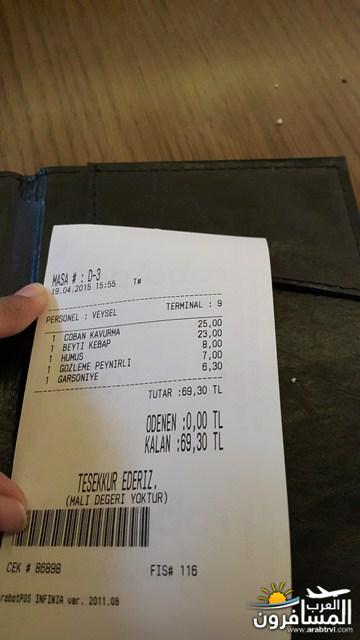 MASA # : D-3
19.04.2015 15:55 T#
PERSONEL : VEYSEL TERMINAL : 9
1 COBAN KAVURMA 25,00
1 BEYTI KEBAP 23,00
1 HUMUS 8,00
1 GOZLEME PEYNIRLI 7,00
1 GARSONIYE 6,30
TUTAR :69,30 TL
ODENEN :0,00 TL
KALAN :69,30 TL
TESEKKUR EDERIZ.
(MALI DEGERI YOKTUR)
CEK # 86898 FIS# 116
robotPOS INFINIA ver. 2011.08
العرب
المسافرون
www.arabtrvl.com